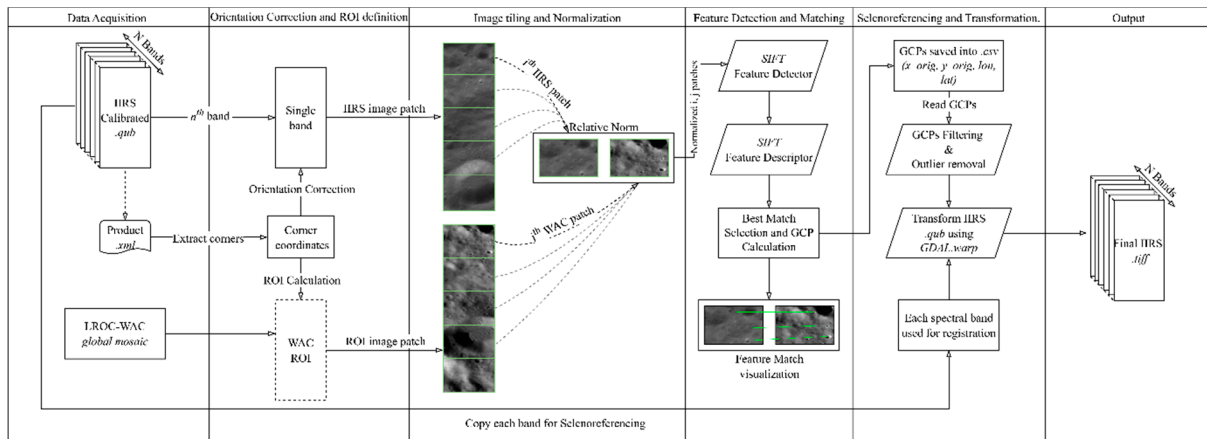 Data Acquisition
Orientation Correction and ROI definition
Image tiling and Normalization
Feature Detection and Matching
Selenoreferencing and Transformation.
Output
N Bands
IIRS
Calibrated
.qub
nth band
Single
band
IIRS image patch
Orientation Correction
Product
.xml
Extract corners
Corner
coordinates
ROI Calculation
LROC-WAC
global mosaic
WAC
ROI
ROI image patch
ith IIRS patch
Relative Norm
jth WAC patch
Normalized i, j patches
SIFT
Feature Detector
SIFT
Feature Descriptor
Best Match
Selection and GCP
Calculation
Feature Match
visualization
GCPs saved into .csv
(x_orig, y_orig, lon,
lat)
Read GCPs
GCPs Filtering
&
Outlier removal
Transform IIRS
.qub using
GDAL.warp
Each spectral band
used for registration
N Bands
Final IIRS
.tiff
Copy each band for Selenoreferencing